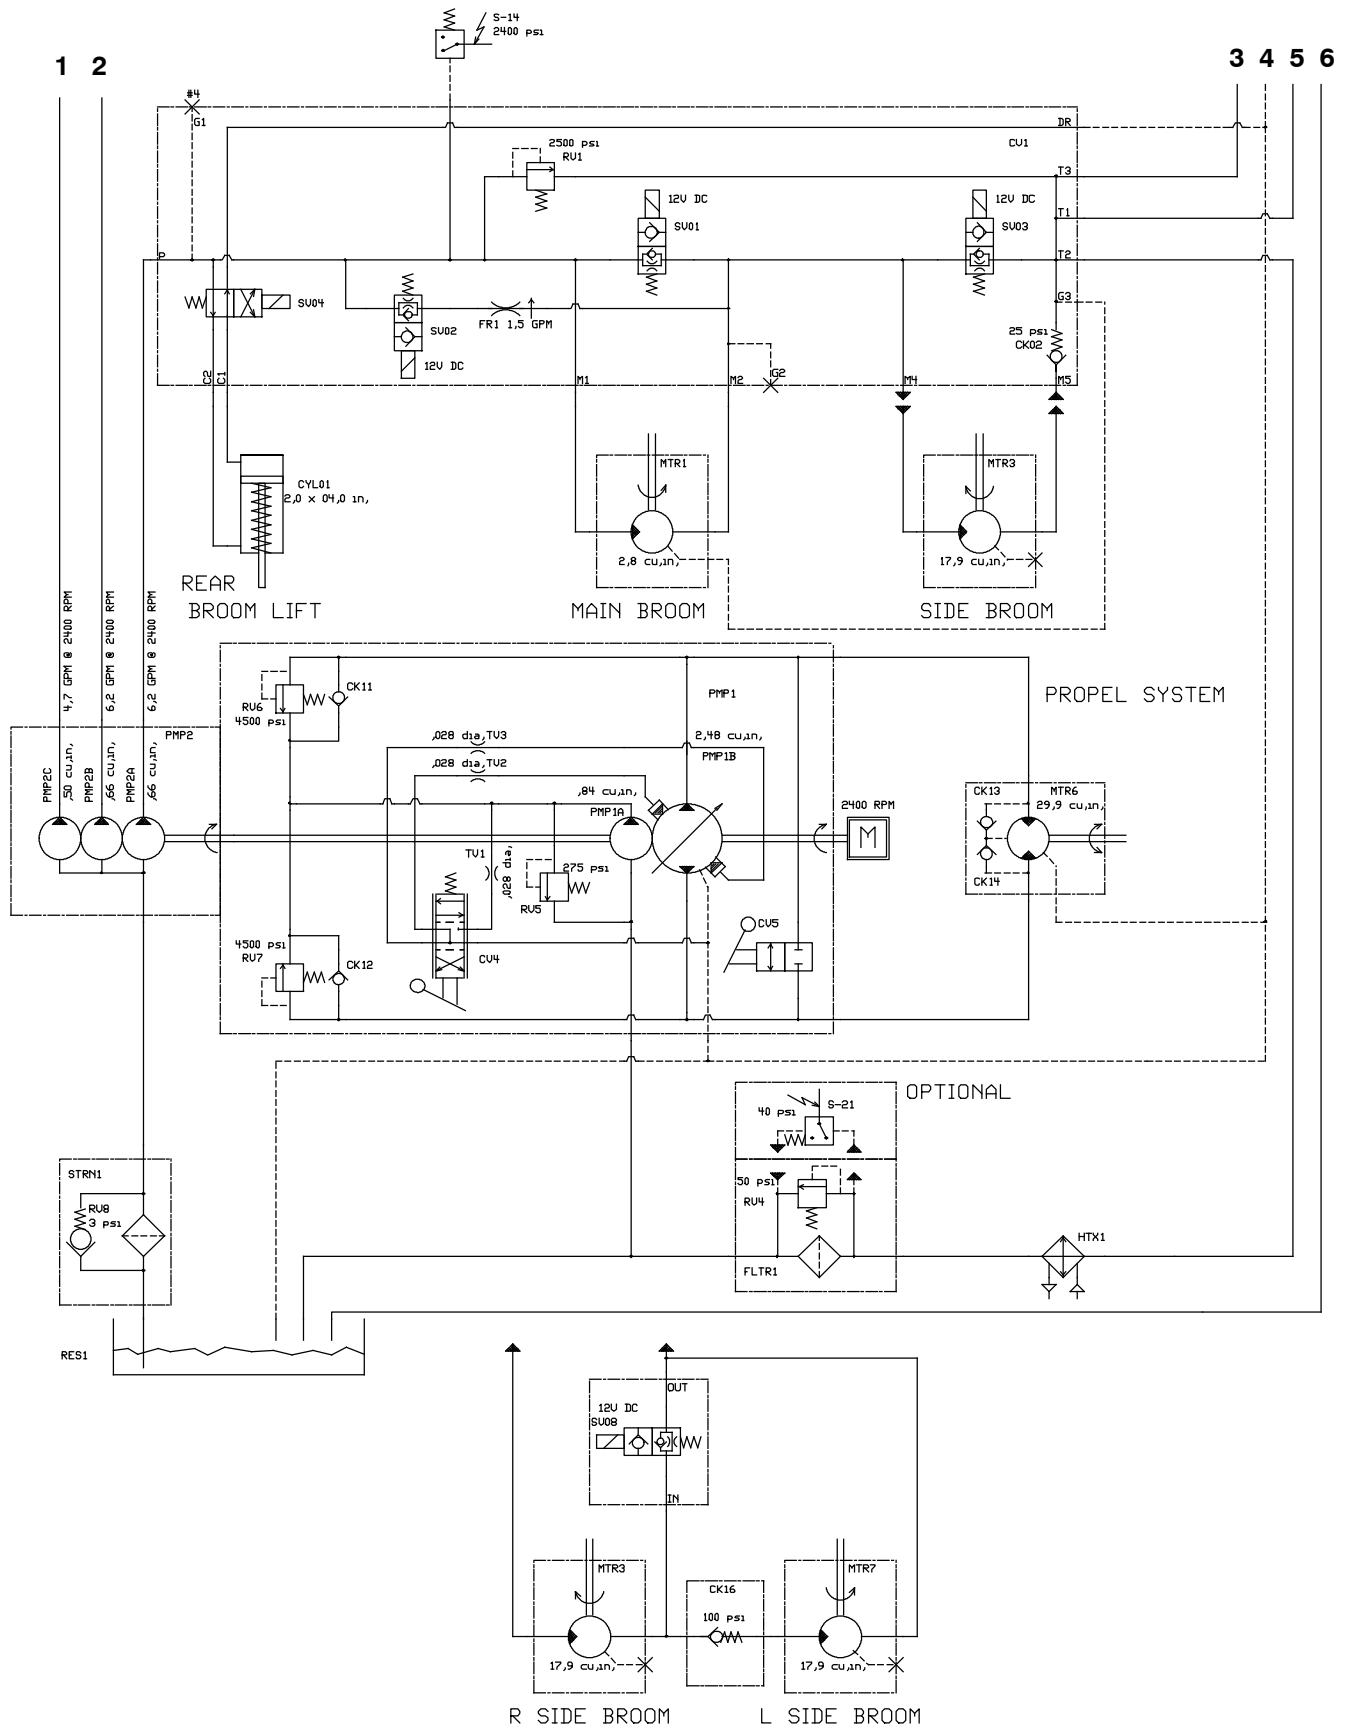 S-14
2400 psi
1 2
3 4 5 6
#4
G1
DR
2500 psi
RV1
CV1
T3
12V DC
12V DC
SV01
SV03
T1
P
T2
SV04
G3
FR1 1,5 GPM
SV02
25 psi
CK02
12V DC
C2
C1
M1
M2
G2
M4
M5
MTR1
MTR3
CYL01
2,0 x 04,0 in,
2,8 cu,in,
17,9 cu,in,
REAR
BROOM LIFT
MAIN BROOM
SIDE BROOM
4,7 GPM @ 2400 RPM
6,2 GPM @ 2400 RPM
6,2 GPM @ 2400 RPM
CK11
PMP1
PROPEL SYSTEM
RV6
4500 psi
PMP2
,028 dia,TV3
2,48 cu,in,
PMP1B
,028 dia,TV2
PMP2C
,50 cu,in,
PMP2B
,66 cu,in,
PMP2A
,66 cu,in,
,84 cu,in,
PMP1A
CK13
MTR6
29,9 cu,in,
2400 RPM
M
TV1
,028 dia,
275 psi
CK14
RV5
CV5
4500 psi
RV7
CK12
CV4
OPTIONAL
40 psi
S-21
STRN1
50 psi
RV4
RV8
3 psi
HTX1
FLTR1
RES1
OUT
12V DC
SV08
IN
MTR3
CK16
MTR7
100 psi
17,9 cu,in,
17,9 cu,in,
R SIDE BROOM
L SIDE BROOM